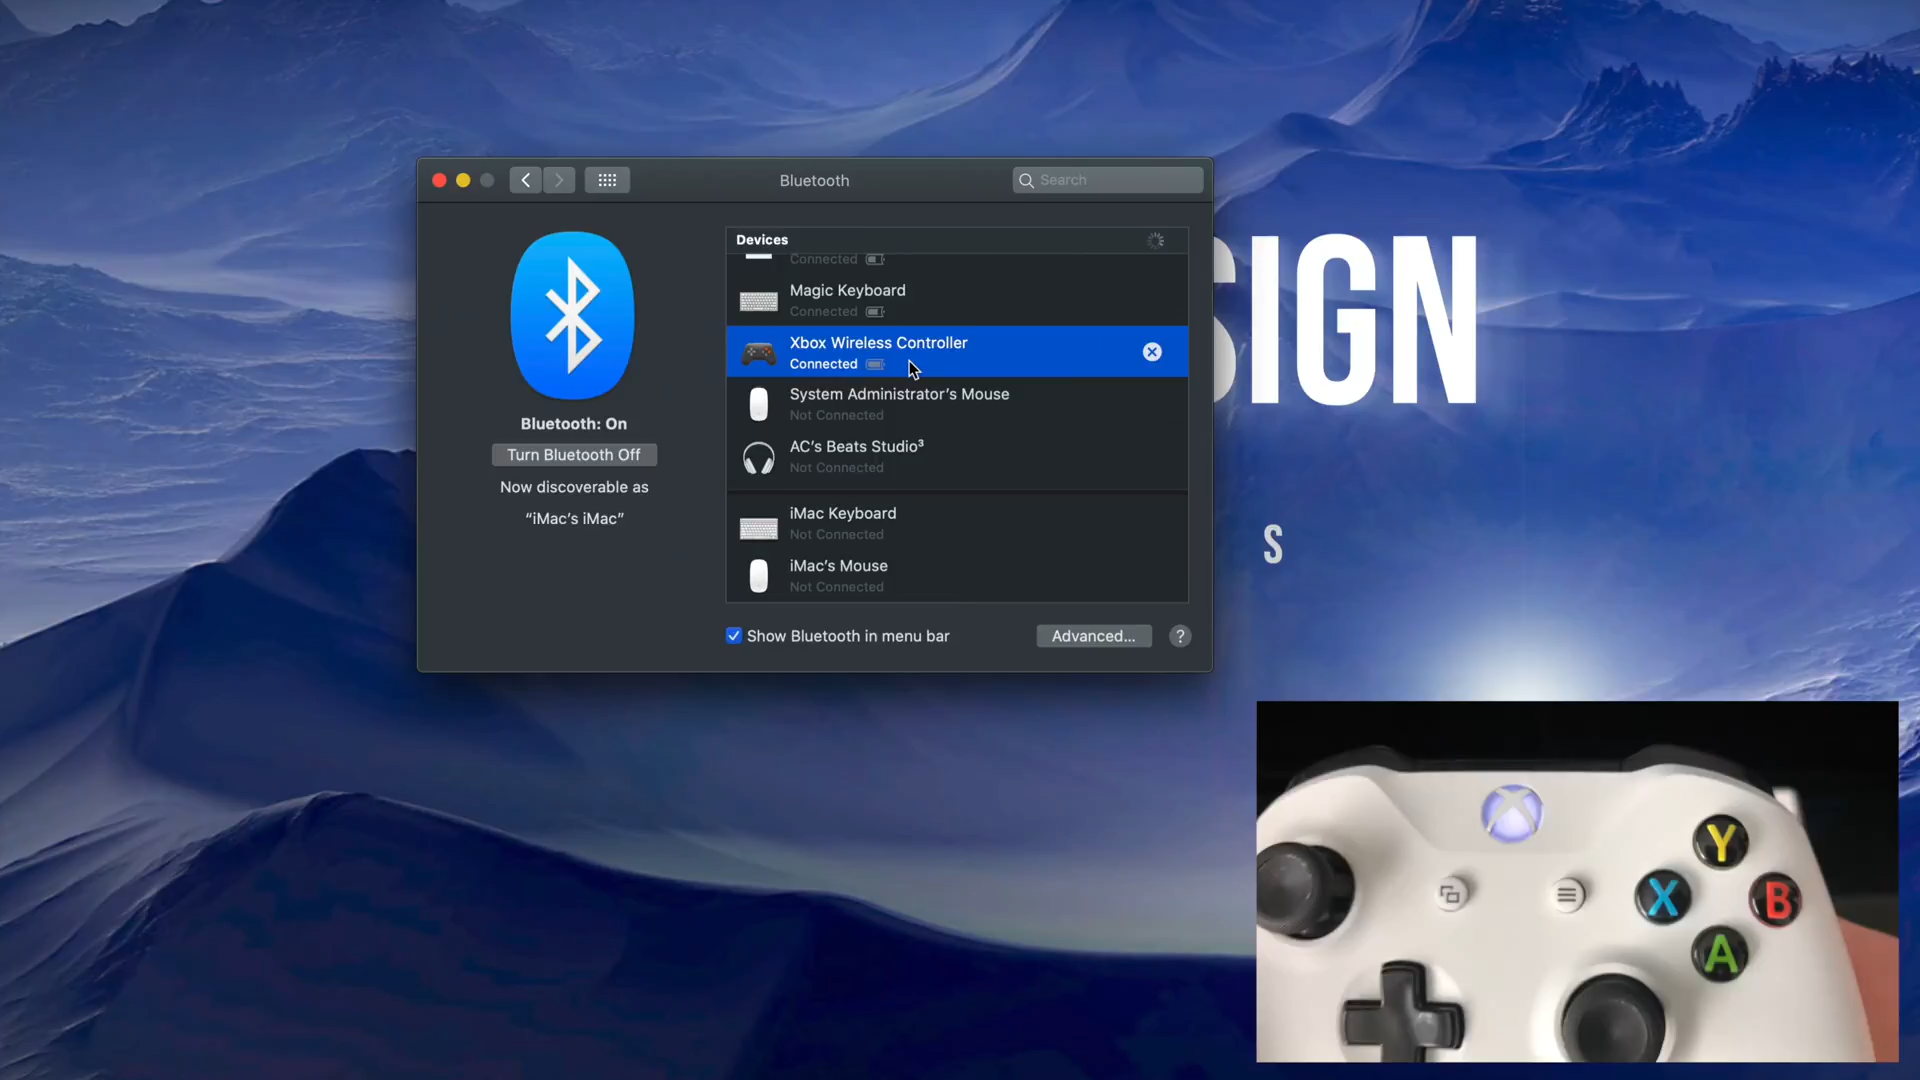 Bluetooth
Search
Devices
Connected
Magic Keyboard
Connected
Xbox Wireless Controller
Connected
System Administrator’s Mouse
Not Connected
AC’s Beats Studio³
Not Connected
iMac Keyboard
Not Connected
iMac’s Mouse
Not Connected
Bluetooth: On
Turn Bluetooth Off
Now discoverable as
“iMac’s iMac”
Show Bluetooth in menu bar
Advanced...
?
SIGN
S
Y
X
B
A